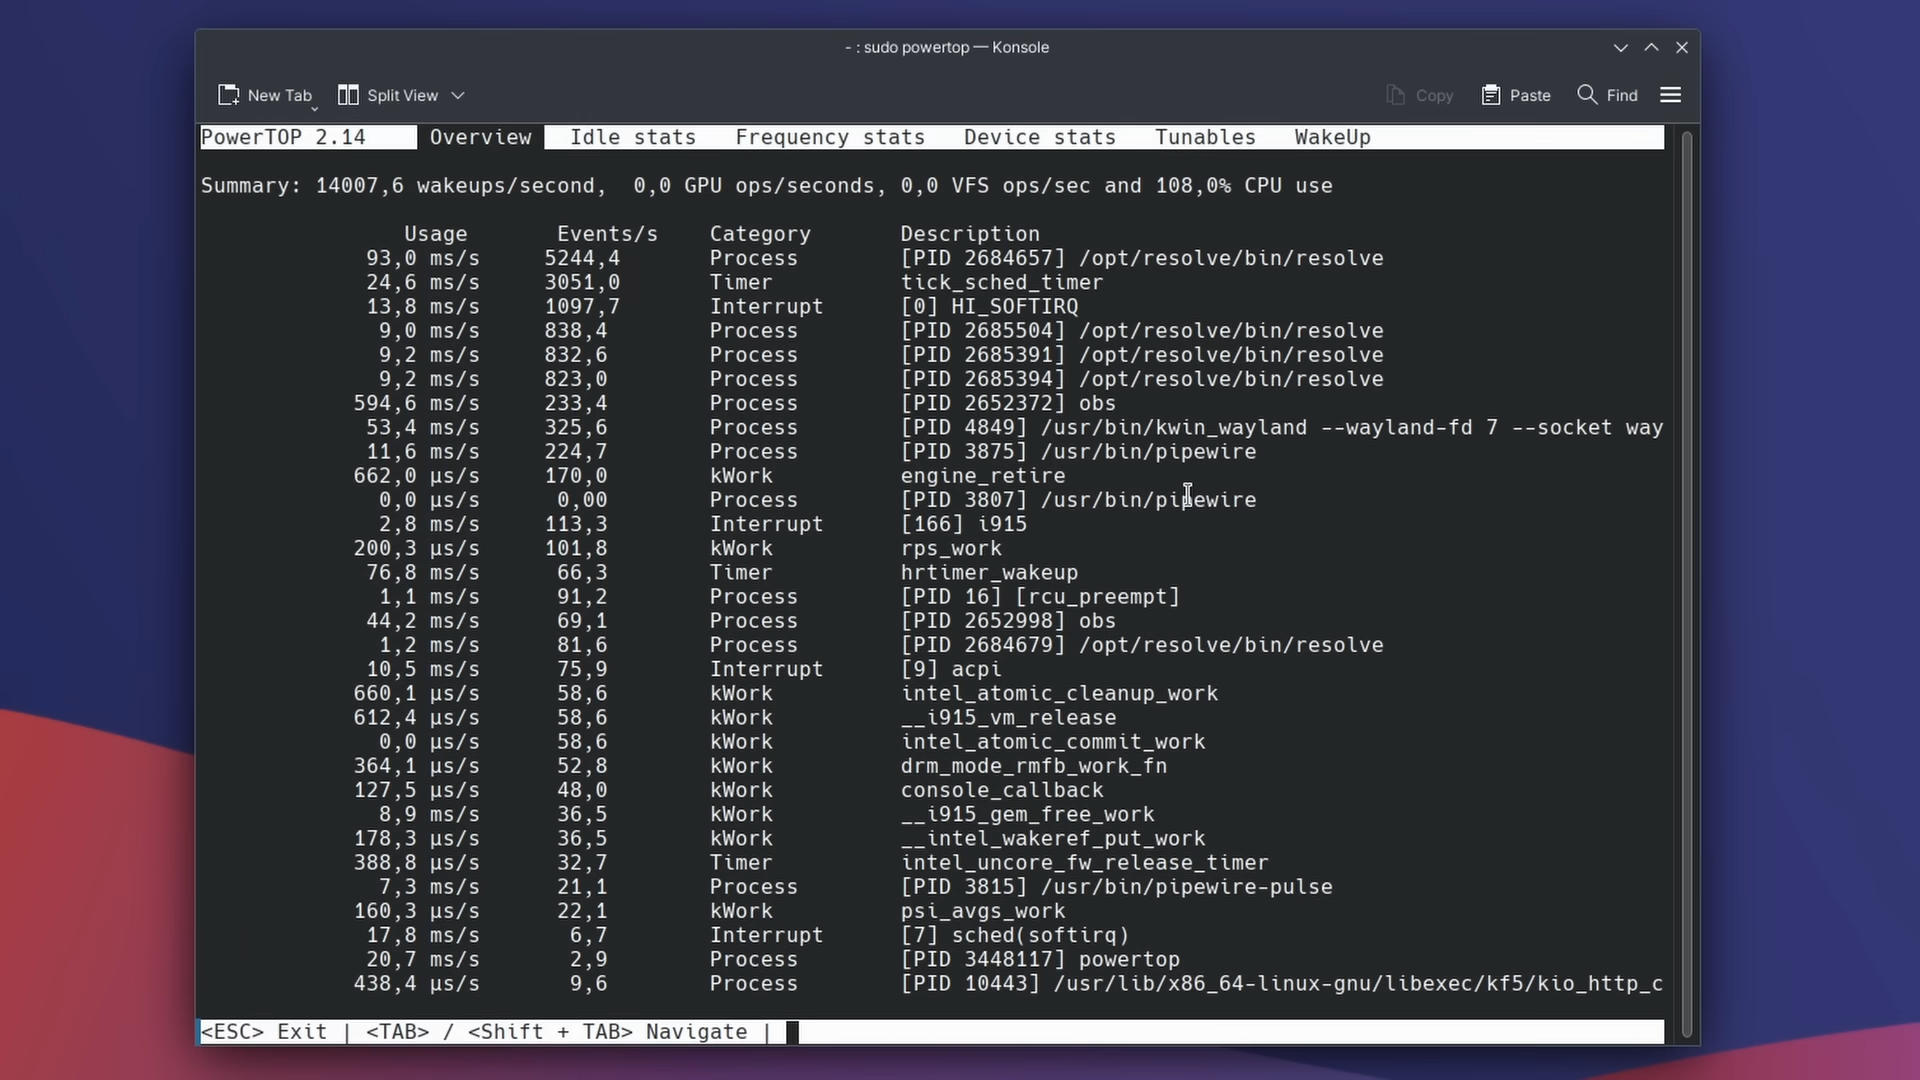 - : sudo powertop — Konsole
New Tab Split View Copy Paste Find
PowerTOP 2.14 Overview Idle stats Frequency stats Device stats Tunables WakeUp
Summary: 14007,6 wakeups/second, 0,0 GPU ops/seconds, 0,0 VFS ops/sec and 108,0% CPU use
Usage Events/s Category Description
93,0 ms/s 5244,4 Process [PID 2684657] /opt/resolve/bin/resolve
24,6 ms/s 3051,0 Timer tick_sched_timer
13,8 ms/s 1097,7 Interrupt [0] HI_SOFTIRQ
9,0 ms/s 838,4 Process [PID 2685504] /opt/resolve/bin/resolve
9,2 ms/s 832,6 Process [PID 2685391] /opt/resolve/bin/resolve
9,2 ms/s 823,0 Process [PID 2685394] /opt/resolve/bin/resolve
594,6 ms/s 233,4 Process [PID 2652372] obs
53,4 ms/s 325,6 Process [PID 4849] /usr/bin/kwin_wayland --wayland-fd 7 --socket way
11,6 ms/s 224,7 Process [PID 3875] /usr/bin/pipewire
662,0 µs/s 170,0 kWork engine_retire
0,0 µs/s 0,00 Process [PID 3807] /usr/bin/pipewire
2,8 ms/s 113,3 Interrupt [166] i915
200,3 µs/s 101,8 kWork rps_work
76,8 ms/s 66,3 Timer hrtimer_wakeup
1,1 ms/s 91,2 Process [PID 16] [rcu_preempt]
44,2 ms/s 69,1 Process [PID 2652998] obs
1,2 ms/s 81,6 Process [PID 2684679] /opt/resolve/bin/resolve
10,5 ms/s 75,9 Interrupt [9] acpi
660,1 µs/s 58,6 kWork intel_atomic_cleanup_work
612,4 µs/s 58,6 kWork __i915_vm_release
0,0 µs/s 58,6 kWork intel_atomic_commit_work
364,1 µs/s 52,8 kWork drm_mode_rmfb_work_fn
127,5 µs/s 48,0 kWork console_callback
8,9 ms/s 36,5 kWork __i915_gem_free_work
178,3 µs/s 36,5 kWork __intel_wakeref_put_work
388,8 µs/s 32,7 Timer intel_uncore_fw_release_timer
7,3 ms/s 21,1 Process [PID 3815] /usr/bin/pipewire-pulse
160,3 µs/s 22,1 kWork psi_avgs_work
17,8 ms/s 6,7 Interrupt [7] sched(softirq)
20,7 ms/s 2,9 Process [PID 3448117] powertop
438,4 µs/s 9,6 Process [PID 10443] /usr/lib/x86_64-linux-gnu/libexec/kf5/kio_http_c
<ESC> Exit | <TAB> / <Shift + TAB> Navigate |